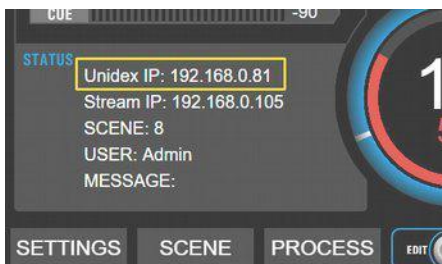 CUE
-90
STATUS
Unidex IP: 192.168.0.81
Stream IP: 192.168.0.105
SCENE: 8
USER: Admin
MESSAGE:
1
SETTINGS SCENE PROCESS EDIT